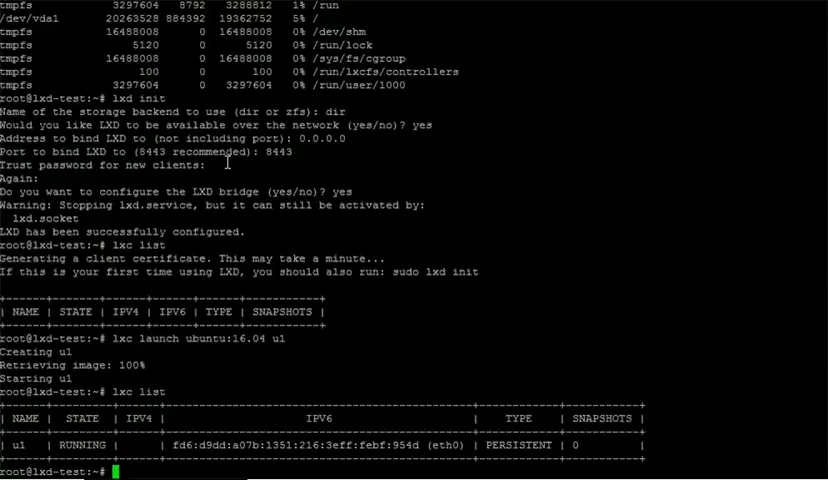 tmpfs 3297604 8792 3288812 1% /run
/dev/vda1 20263528 884392 19362752 5% /
tmpfs 16488008 0 16488008 0% /dev/shm
tmpfs 5120 0 5120 0% /run/lock
tmpfs 16488008 0 16488008 0% /sys/fs/cgroup
tmpfs 100 0 100 0% /run/lxcfs/controllers
tmpfs 3297604 0 3297604 0% /run/user/1000
root@lxd-test:~# lxd init
Name of the storage backend to use (dir or zfs): dir
Would you like LXD to be available over the network (yes/no)? yes
Address to bind LXD to (not including port): 0.0.0.0
Port to bind LXD to (8443 recommended): 8443
Trust password for new clients:
Again:
Do you want to configure the LXD bridge (yes/no)? yes
Warning: Stopping lxd.service, but it can still be activated by:
  lxd.socket
LXD has been successfully configured.
root@lxd-test:~# lxc list
Generating a client certificate. This may take a minute...
If this is your first time using LXD, you should also run: sudo lxd init
+------+-------+------+------+------+-----------+
| NAME | STATE | IPV4 | IPV6 | TYPE | SNAPSHOTS |
+------+-------+------+------+------+-----------+
root@lxd-test:~# lxc launch ubuntu:16.04 u1
Creating u1
Retrieving image: 100%
Starting u1
root@lxd-test:~# lxc list
+------+---------+------+-----------------------------------------------+------------+-----------+
| NAME | STATE | IPV4 | IPV6 | TYPE | SNAPSHOTS |
+------+---------+------+-----------------------------------------------+------------+-----------+
| u1 | RUNNING | | fd6:d9dd:a07b:1351:216:3eff:febf:954d (eth0) | PERSISTENT | 0 |
+------+---------+------+-----------------------------------------------+------------+-----------+
root@lxd-test:~#